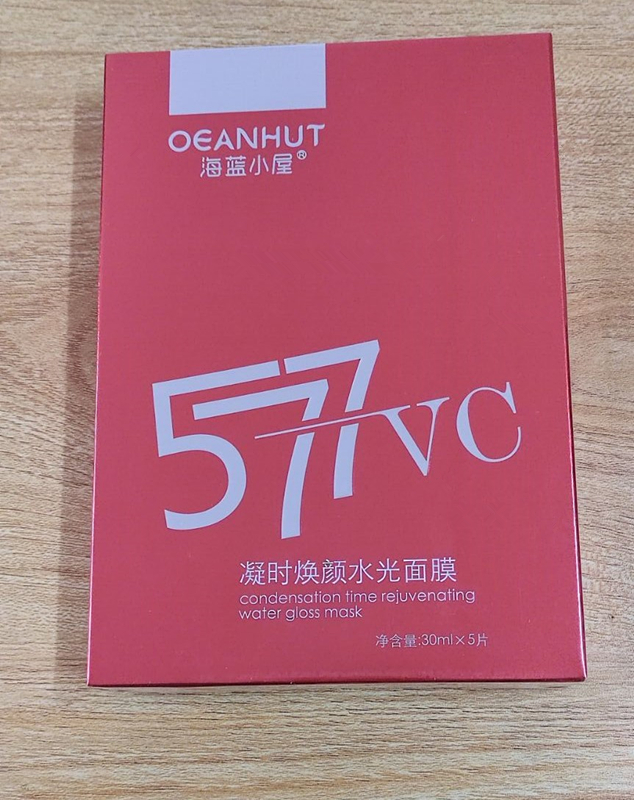 OEANHUT
海蓝小屋®
577VC
凝时焕颜水光面膜
condensation time rejuvenating
water gloss mask
净含量:30ml×5片